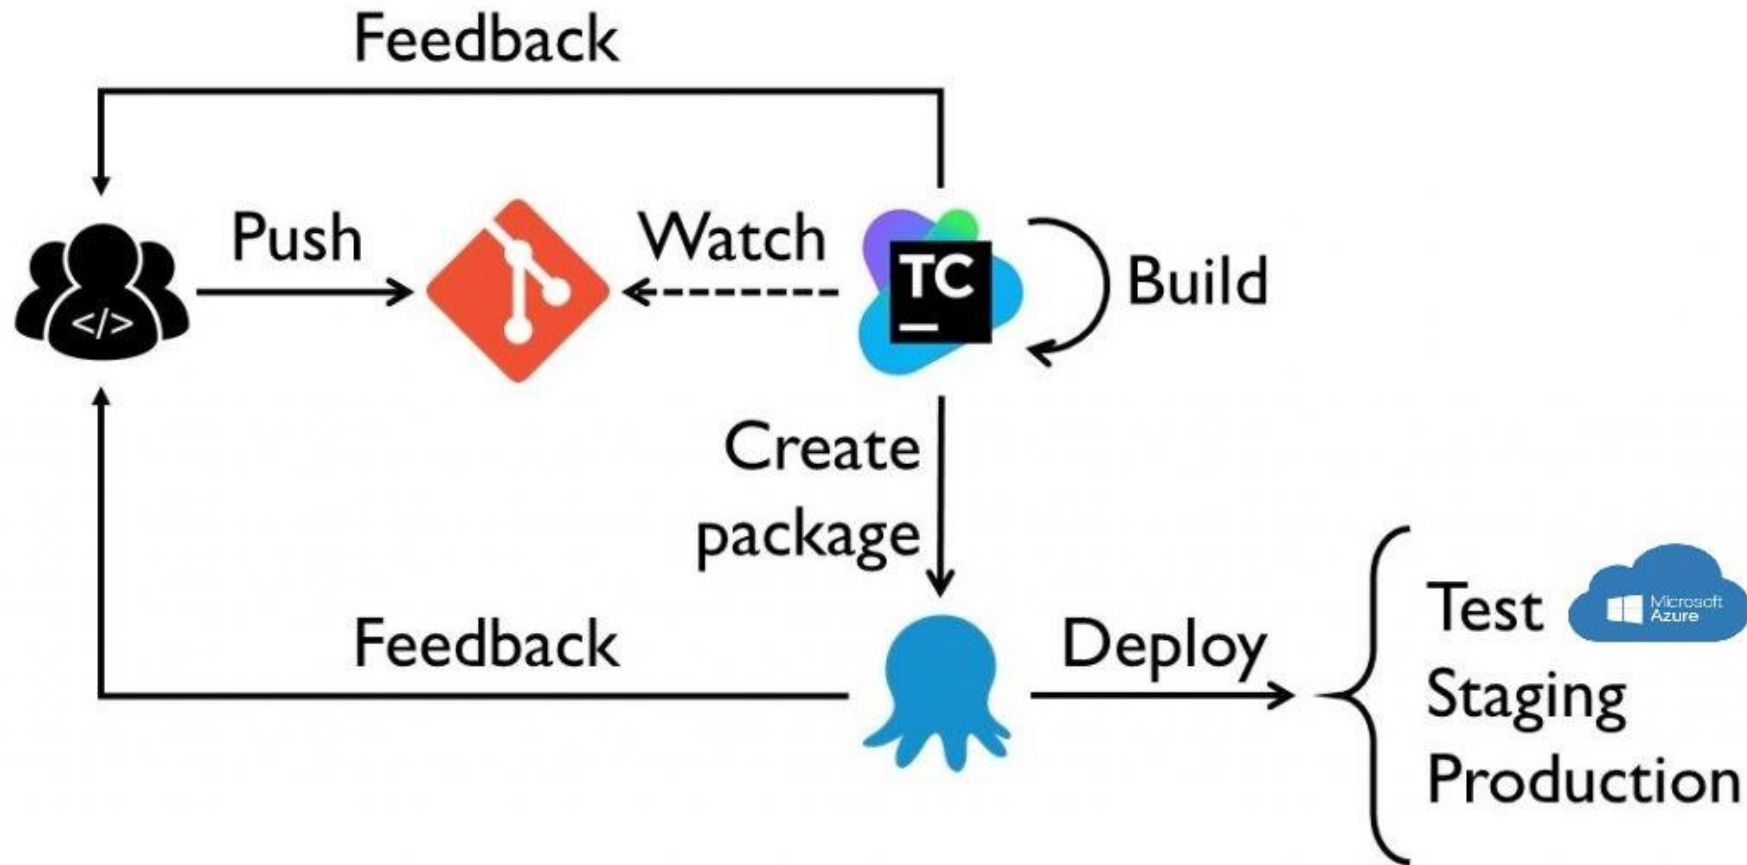 Feedback
Push
Watch
TC
Build
</>
Create
package
Feedback
Deploy
Test
Microsoft
Azure
Staging
Production